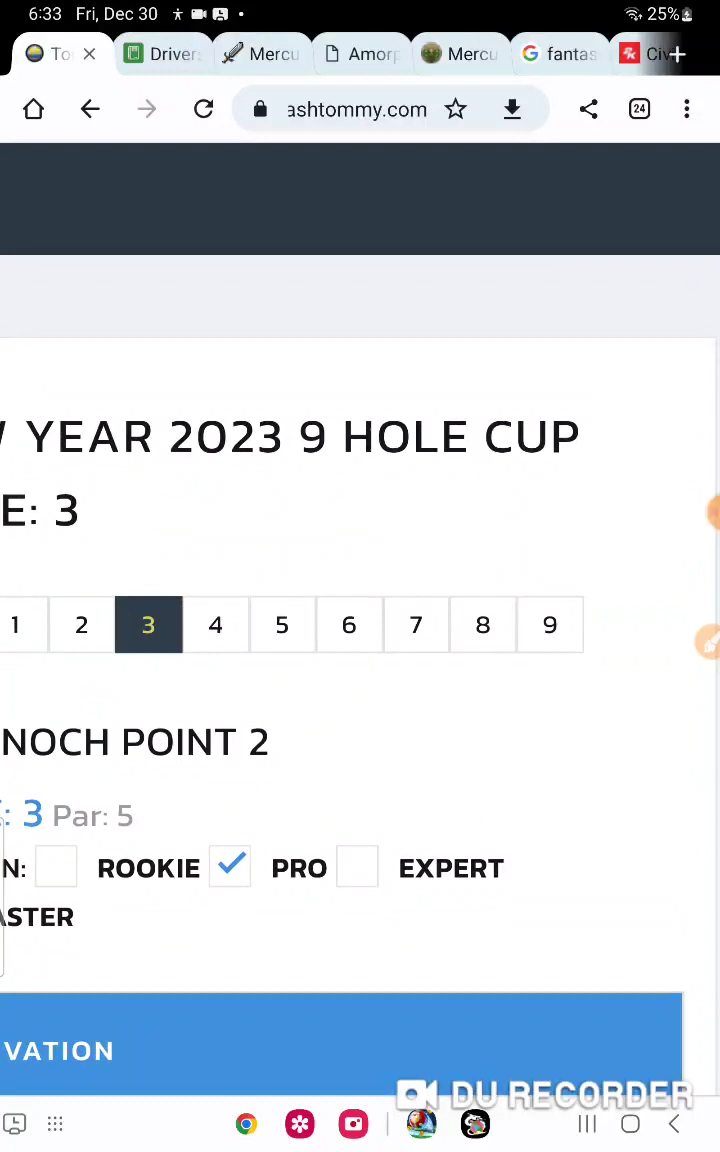 6:33 Fri, Dec 30 25%
To Driver Mercu Amorp Mercu fantas Civ
ashtommy.com 24
YEAR 2023 9 HOLE CUP
E: 3
1 2 3 4 5 6 7 8 9
NOCH POINT 2
: 3 Par: 5
N: ROOKIE PRO EXPERT
ASTER
VATION
DU RECORDER